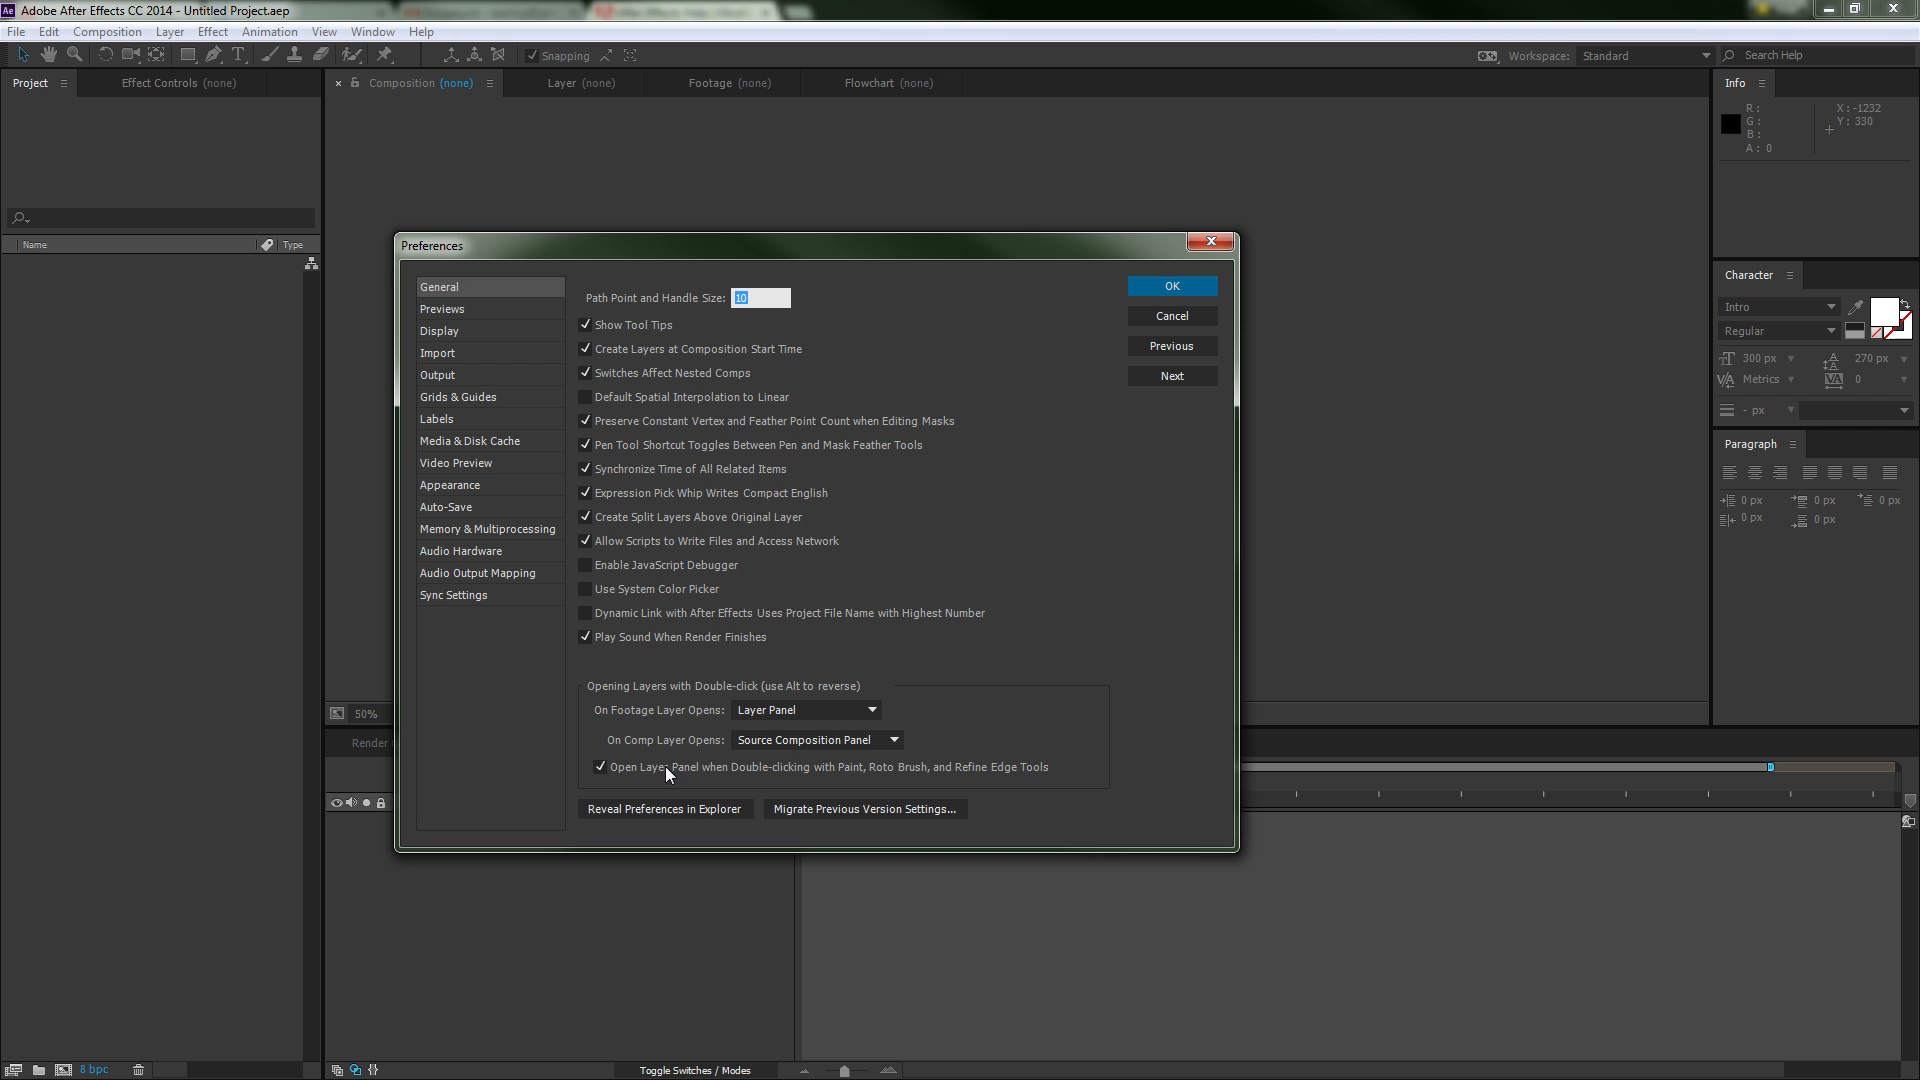 Adobe After Effects CC 2014 - Untitled Project.aep
File Edit Composition Layer Effect Animation View Window Help
Snapping
Workspace: Standard
Search Help
Project
Effect Controls (none)
Composition (none)
Layer (none)
Footage (none)
Flowchart (none)
Info
R :
G :
B :
A : 0
X : -1232
Y : 330
Name
Type
Preferences
General
Previews
Display
Import
Output
Grids & Guides
Labels
Media & Disk Cache
Video Preview
Appearance
Auto-Save
Memory & Multiprocessing
Audio Hardware
Audio Output Mapping
Sync Settings
Path Point and Handle Size: 10
Show Tool Tips
Create Layers at Composition Start Time
Switches Affect Nested Comps
Default Spatial Interpolation to Linear
Preserve Constant Vertex and Feather Point Count when Editing Masks
Pen Tool Shortcut Toggles Between Pen and Mask Feather Tools
Synchronize Time of All Related Items
Expression Pick Whip Writes Compact English
Create Split Layers Above Original Layer
Allow Scripts to Write Files and Access Network
Enable JavaScript Debugger
Use System Color Picker
Dynamic Link with After Effects Uses Project File Name with Highest Number
Play Sound When Render Finishes
Opening Layers with Double-click (use Alt to reverse)
On Footage Layer Opens: Layer Panel
On Comp Layer Opens: Source Composition Panel
Open Layer Panel when Double-clicking with Paint, Roto Brush, and Refine Edge Tools
Reveal Preferences in Explorer
Migrate Previous Version Settings...
OK
Cancel
Previous
Next
Character
Intro
Regular
300 px
270 px
Metrics
0
- px
Paragraph
0 px
0 px
0 px
0 px
0 px
50%
Render
8 bpc
Toggle Switches / Modes